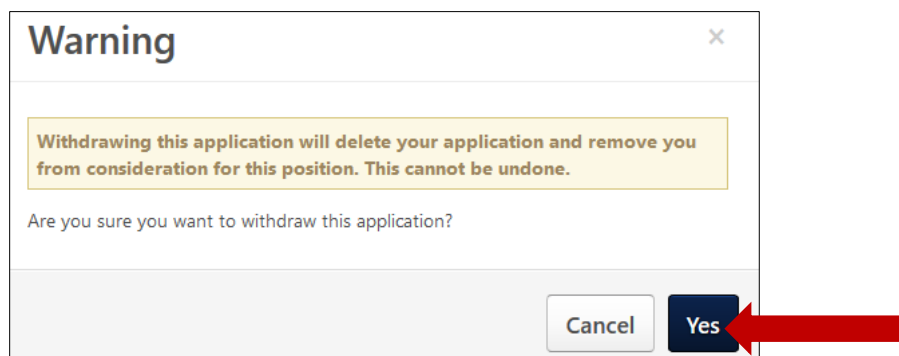 Warning
×
Withdrawing this application will delete your application and remove you
from consideration for this position. This cannot be undone.
Are you sure you want to withdraw this application?
Cancel Yes